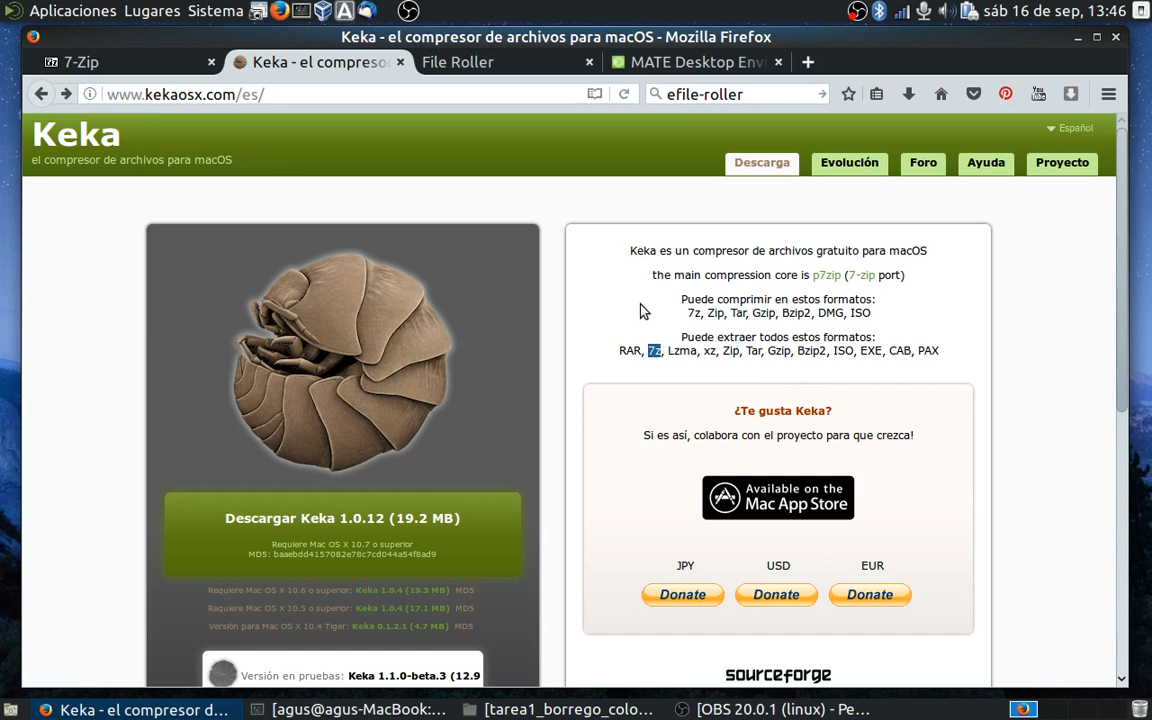 Aplicaciones Lugares Sistema
sáb 16 de sep, 13:46
Keka - el compresor de archivos para macOS - Mozilla Firefox
7z 7-Zip
Keka - el compreso
File Roller
MATE Desktop Envi
www.kekaosx.com/es/
efile-roller
You Tube
Keka
el compresor de archivos para macOS
Español
Descarga
Evolución
Foro
Ayuda
Proyecto
Keka es un compresor de archivos gratuito para macOS
the main compression core is p7zip (7-zip port)
Puede comprimir en estos formatos:
7z, Zip, Tar, Gzip, Bzip2, DMG, ISO
Puede extraer todos estos formatos:
RAR, 7z, Lzma, xz, Zip, Tar, Gzip, Bzip2, ISO, EXE, CAB, PAX
¿Te gusta Keka?
Si es así, colabora con el proyecto para que crezca!
Available on the
Mac App Store
JPY
USD
EUR
Donate
Donate
Donate
sourceforge
Descargar Keka 1.0.12 (19.2 MB)
Requiere Mac OS X 10.7 o superior
MD5: baaebdd4157082e78c7cd044a54f8ad9
Requiere Mac OS X 10.6 o superior: Keka 1.0.4 (19.3 MB) MD5
Requiere Mac OS X 10.5 o superior: Keka 1.0.4 (17.1 MB) MD5
Versión para Mac OS X 10.4 Tiger: Keka 0.1.2.1 (4.7 MB) MD5
Versión en pruebas: Keka 1.1.0-beta.3 (12.9
Keka - el compresor d...
[agus@agus-MacBook:...
[tarea1_borrego_colo...
[OBS 20.0.1 (linux) - Pe...